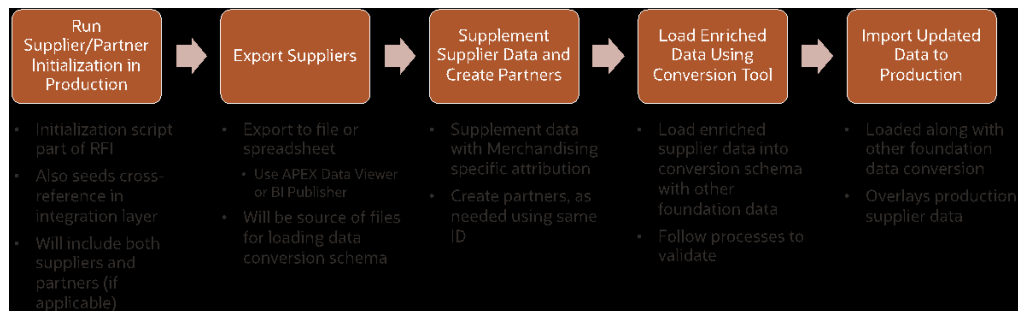 Run
Supplier/Partner
Initialization in
Production
Export Suppliers
Supplement
Supplier Data and
Create Partners
Load Enriched
Data Using
Conversion Tool
Import Updated
Data to
Production
• Initialization script
part of RFI
• Also seeds cross-
reference in
integration layer
• Will include both
suppliers and
partners (if
applicable)
• Export to file or
spreadsheet
• Use APEX Data Viewer
or BI Publisher
• Will be source of files
for loading data
conversion schema
• Supplement data
with Merchandising
specific attribution
• Create partners, as
needed using same
ID
• Load enriched
supplier data into
conversion schema
with other
foundation data
• Follow processes to
validate
• Loaded along with
other foundation
data conversion
• Overlays production
supplier data